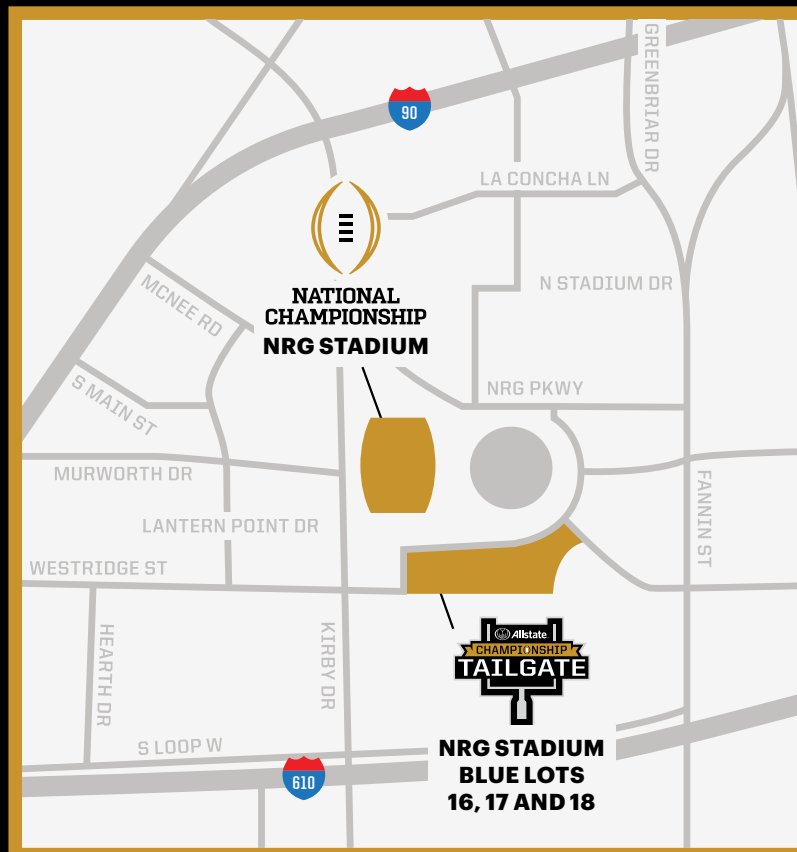 GREENBRIAR DR
90
LA CONCHA LN
N STADIUM DR
MCNEE RD
NATIONAL
CHAMPIONSHIP
NRG STADIUM
S MAIN ST
NRG PKWY
MURWORTH DR
LANTERN POINT DR
FANNIN ST
WESTRIDGE ST
HEARTH DR
KIRBY DR
Allstate
CHAMPIONSHIP
TAILGATE
S LOOP W
610
NRG STADIUM
BLUE LOTS
16, 17 AND 18